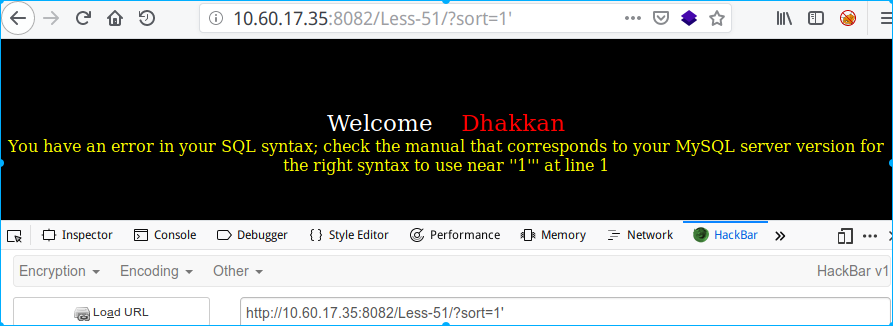 10.60.17.35:8082/Less-51/?sort=1'
Welcome Dhakkan
You have an error in your SQL syntax; check the manual that corresponds to your MySQL server version for
the right syntax to use near ''1''' at line 1
Inspector Console Debugger Style Editor Performance Memory Network HackBar
Encryption Encoding Other HackBar v1
Load URL http://10.60.17.35:8082/Less-51/?sort=1'